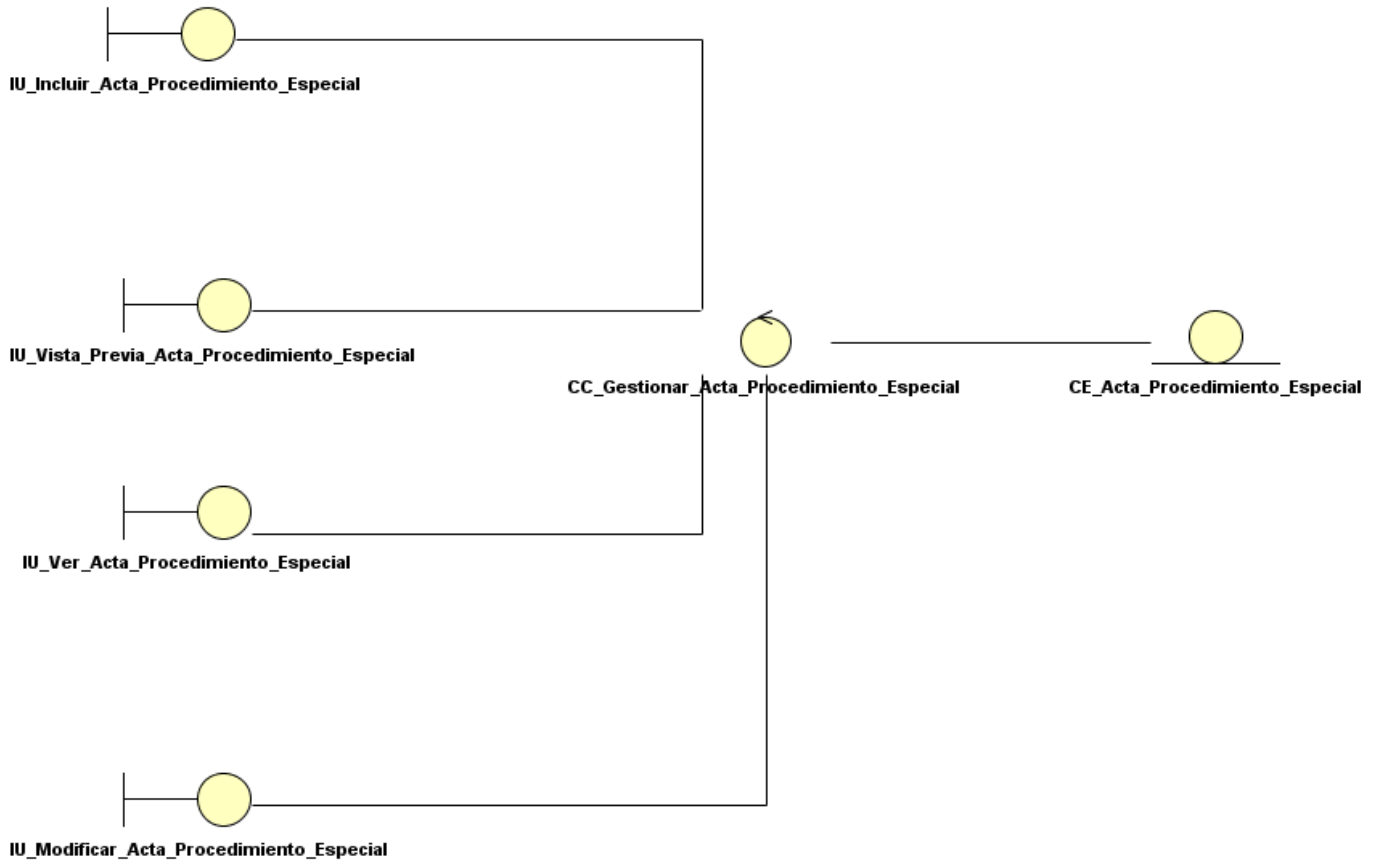 IU_Incluir_Acta_Procedimiento_Especial
IU_Vista_Previa_Acta_Procedimiento_Especial
CC_Gestionar_Acta_Procedimiento_Especial
CE_Acta_Procedimiento_Especial
IU_Ver_Acta_Procedimiento_Especial
IU_Modificar_Acta_Procedimiento_Especial